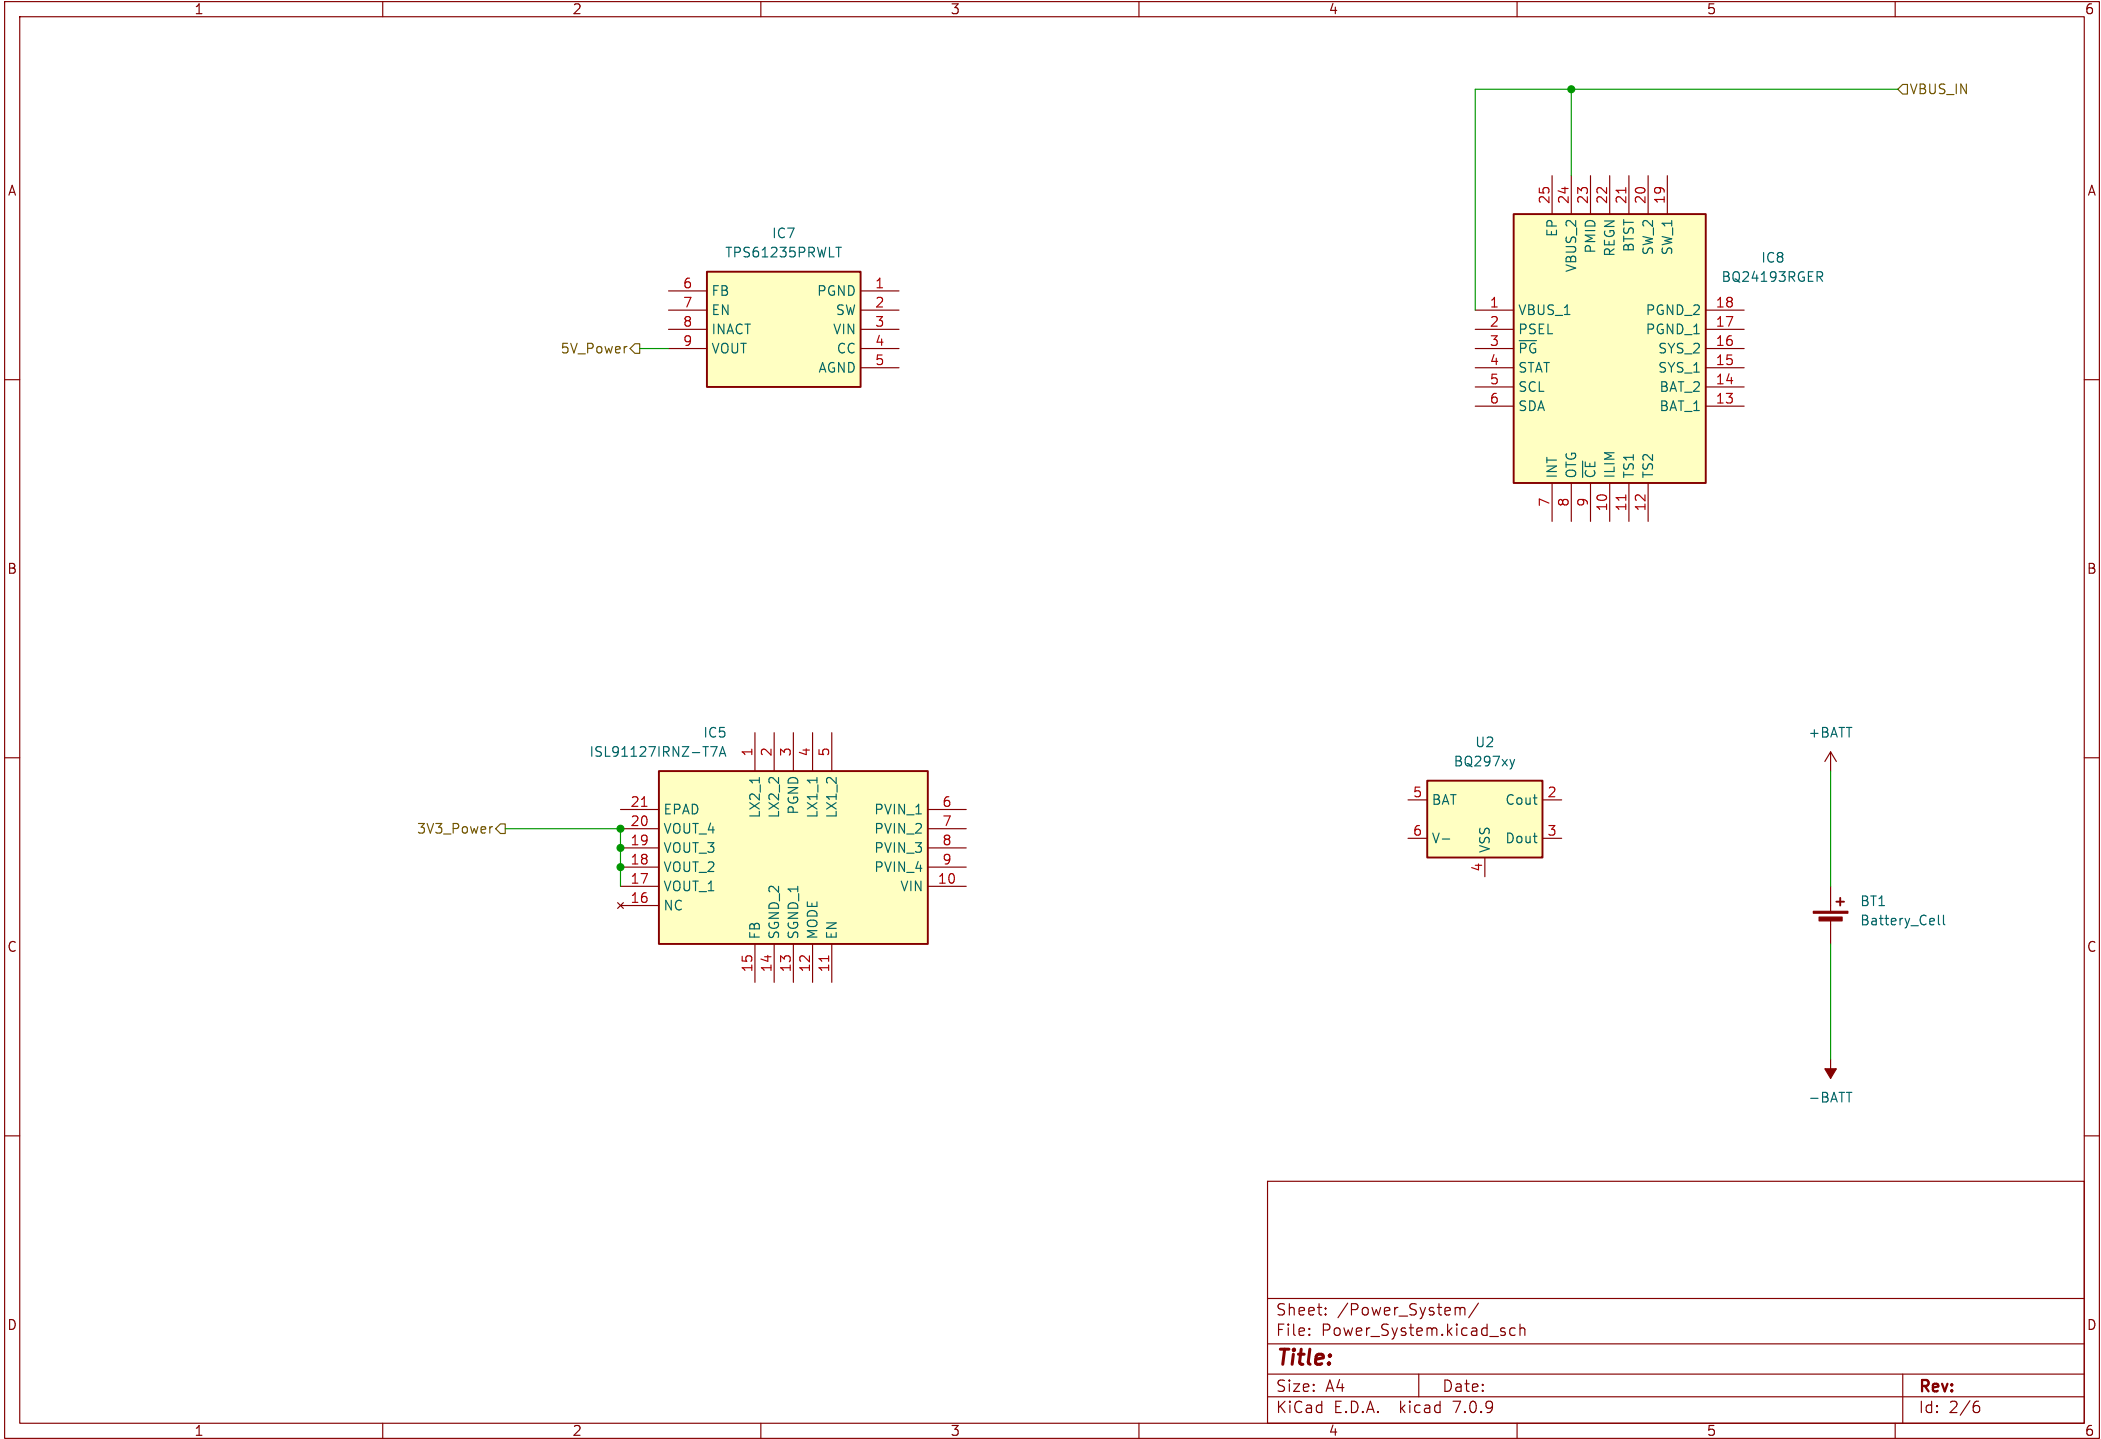 1 2 3 4 5 6
A
B
C
D
A
B
C
D
VBUS_IN
IC7
TPS61235PRWLT
6 FB
7 EN
8 INACT
9 VOUT
PGND 1
SW 2
VIN 3
CC 4
AGND 5
5V_Power
IC8
BQ24193RGER
25 24 23 22 21 20 19
EP VBUS_2 PMID REGN BTST SW_2 SW_1
1 VBUS_1
2 PSEL
3 PG
4 STAT
5 SCL
6 SDA
PGND_2 18
PGND_1 17
SYS_2 16
SYS_1 15
BAT_2 14
BAT_1 13
INT OTG CE ILIM TS1 TS2
7 8 9 10 11 12
IC5
ISL91127IRNZ-T7A
1 2 3 4 5
LX2_1 LX2_2 PGND LX1_1 LX1_2
21 EPAD
20 VOUT_4
19 VOUT_3
18 VOUT_2
17 VOUT_1
16 NC
PVIN_1 6
PVIN_2 7
PVIN_3 8
PVIN_4 9
VIN 10
FB SGND_2 SGND_1 MODE EN
15 14 13 12 11
3V3_Power
U2
BQ297xy
5 BAT
6 V-
Cout 2
Dout 3
VSS
4
+BATT
+
BT1
Battery_Cell
-BATT
Sheet: /Power_System/
File: Power_System.kicad_sch
Title:
Size: A4 Date: Rev:
KiCad E.D.A. kicad 7.0.9 Id: 2/6
1 2 3 4 5 6